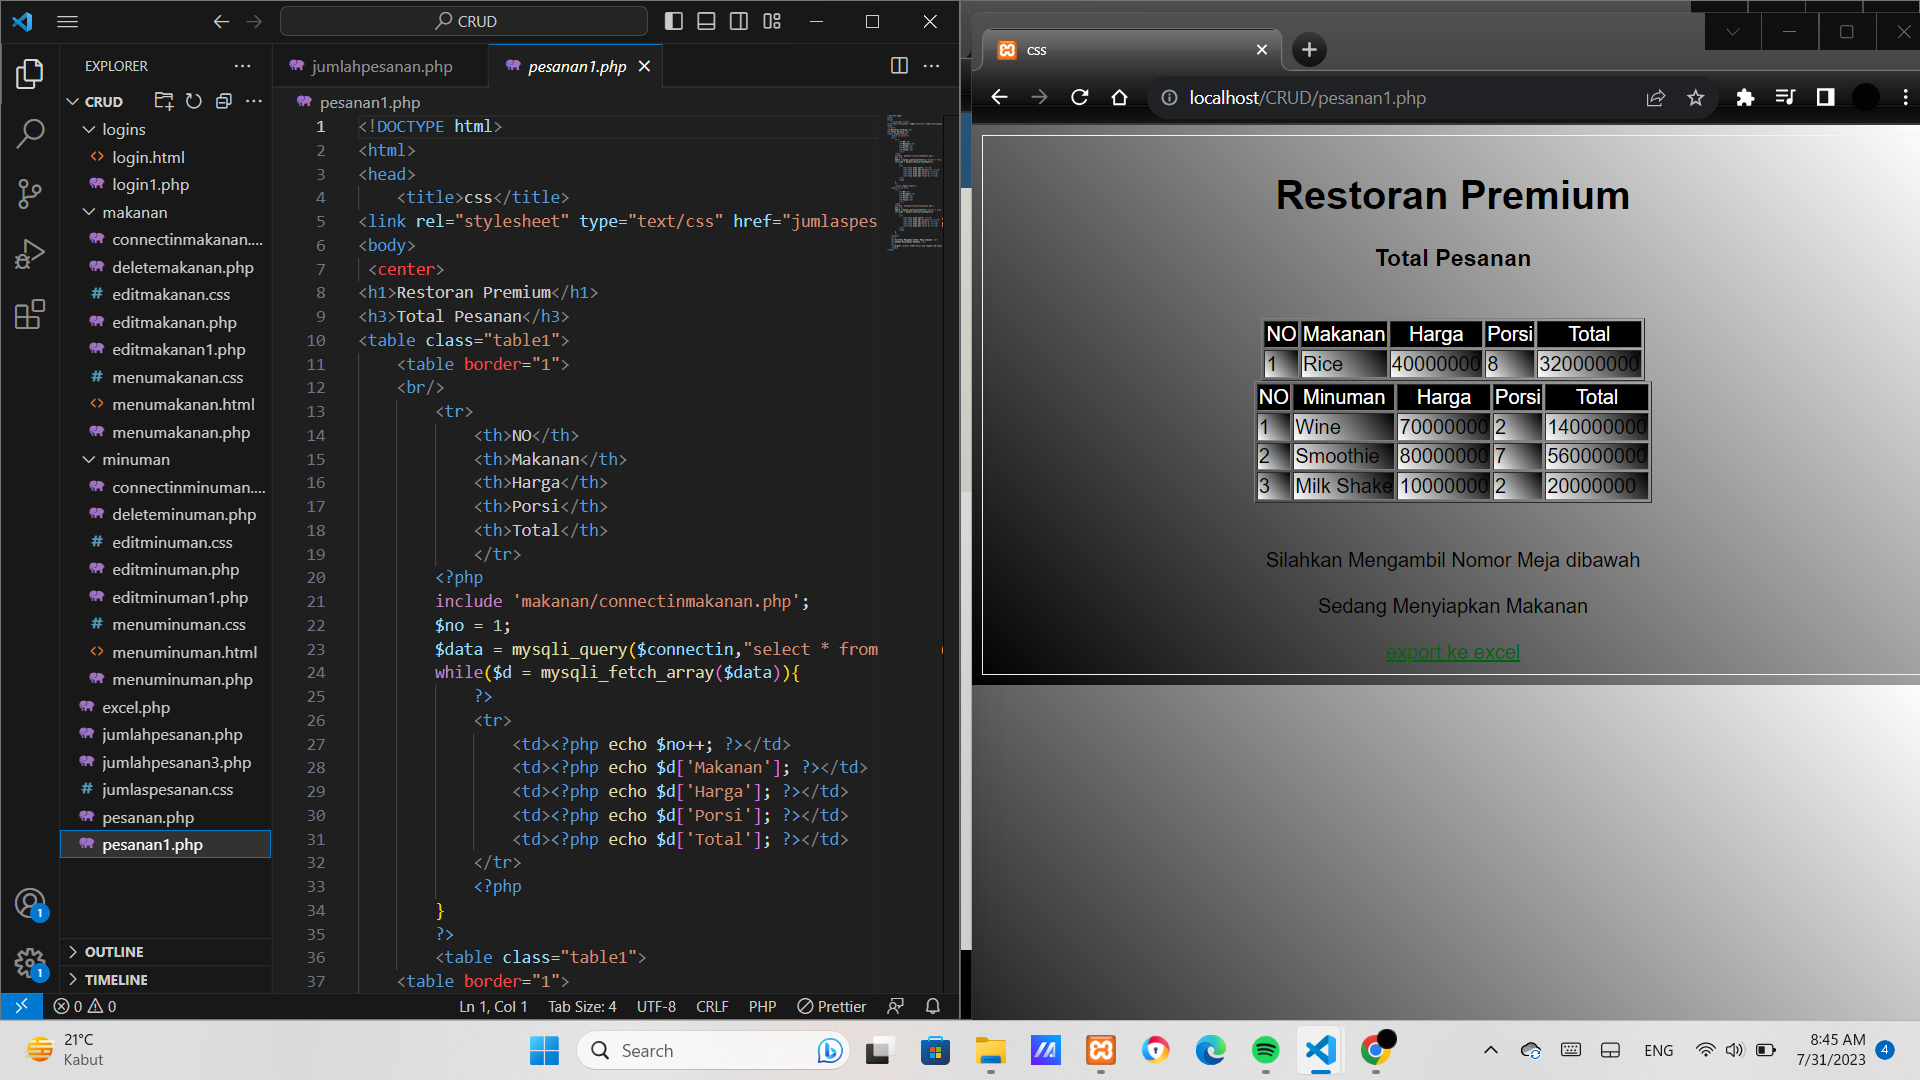 CRUD
EXPLORER
CRUD
logins
login.html
login1.php
makanan
connectinmakanan....
deletemakanan.php
editmakanan.css
editmakanan.php
editmakanan1.php
menumakanan.css
menumakanan.html
menumakanan.php
minuman
connectinminuman....
deleteminuman.php
editminuman.css
editminuman.php
editminuman1.php
menuminuman.css
menuminuman.html
menuminuman.php
excel.php
jumlahpesanan.php
jumlahpesanan3.php
jumlaspesanan.css
pesanan.php
pesanan1.php
OUTLINE
TIMELINE
1
1
jumlahpesanan.php
pesanan1.php
pesanan1.php
1 <!DOCTYPE html>
2 <html>
3 <head>
4 <title>css</title>
5 <link rel="stylesheet" type="text/css" href="jumlaspes
6 <body>
7 <center>
8 <h1>Restoran Premium</h1>
9 <h3>Total Pesanan</h3>
10 <table class="table1">
11 <table border="1">
12 <br/>
13 <tr>
14 <th>NO</th>
15 <th>Makanan</th>
16 <th>Harga</th>
17 <th>Porsi</th>
18 <th>Total</th>
19 </tr>
20 <?php
21 include 'makanan/connectinmakanan.php';
22 $no = 1;
23 $data = mysqli_query($connectin,"select * from
24 while($d = mysqli_fetch_array($data)){
25 ?>
26 <tr>
27 <td><?php echo $no++; ?></td>
28 <td><?php echo $d['Makanan']; ?></td>
29 <td><?php echo $d['Harga']; ?></td>
30 <td><?php echo $d['Porsi']; ?></td>
31 <td><?php echo $d['Total']; ?></td>
32 </tr>
33 <?php
34 }
35 ?>
36 <table class="table1">
37 <table border="1">
0 0
Ln 1, Col 1 Tab Size: 4 UTF-8 CRLF PHP Prettier
css
localhost/CRUD/pesanan1.php
Restoran Premium
Total Pesanan
NO Makanan Harga Porsi Total
1 Rice 40000000 8 320000000
NO Minuman Harga Porsi Total
1 Wine 70000000 2 140000000
2 Smoothie 80000000 7 560000000
3 Milk Shake 10000000 2 20000000
Silahkan Mengambil Nomor Meja dibawah
Sedang Menyiapkan Makanan
export ke excel
21°C
Kabut
Search
ENG
8:45 AM
7/31/2023
4